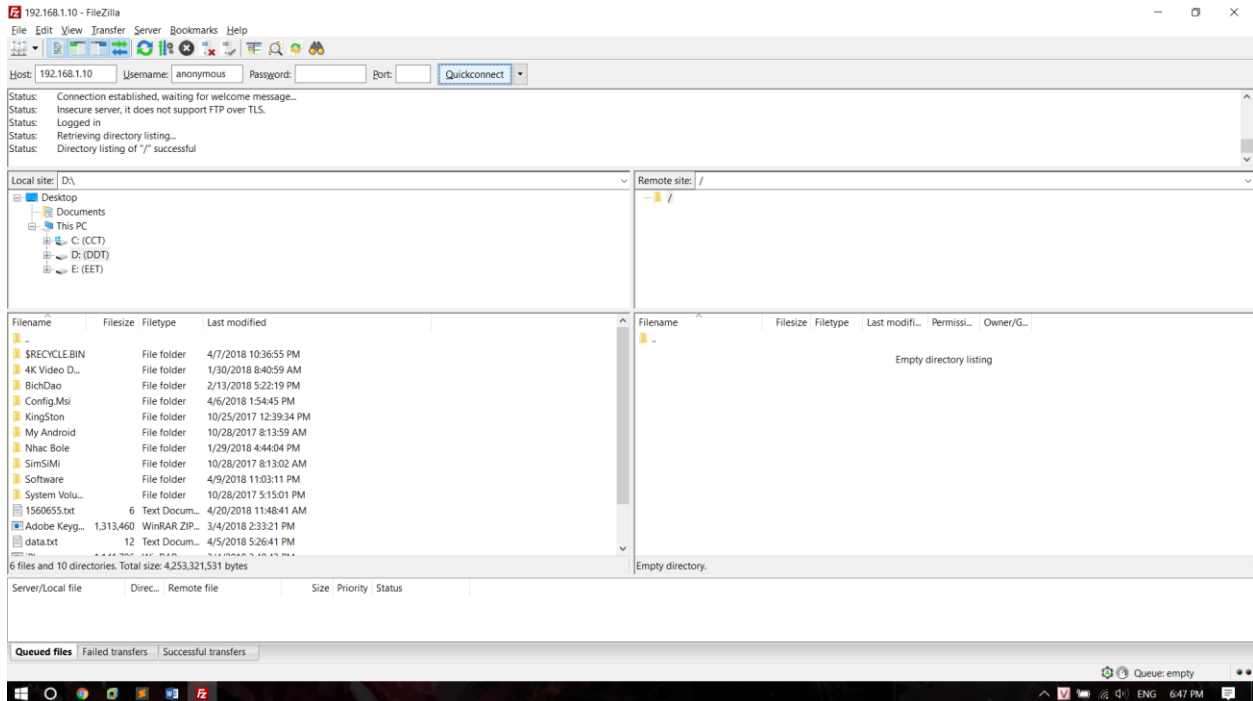 192.168.1.10 - FileZilla
File Edit View Transfer Server Bookmarks Help
Host: 192.168.1.10 Username: anonymous Password: Port: Quickconnect
Status: Connection established, waiting for welcome message...
Status: Insecure server, it does not support FTP over TLS.
Status: Logged in
Status: Retrieving directory listing...
Status: Directory listing of "/" successful
Local site: D:\
Desktop
Documents
This PC
C: (CCT)
D: (DDT)
E: (EET)
Remote site: /
/
Filename Filesize Filetype Last modified
..
$RECYCLE.BIN File folder 4/7/2018 10:36:55 PM
4K Video D... File folder 1/30/2018 8:40:59 AM
BichDao File folder 2/13/2018 5:22:19 PM
Config.Msi File folder 4/6/2018 1:54:45 PM
KingSton File folder 10/25/2017 12:39:34 PM
My Android File folder 10/28/2017 8:13:59 AM
Nhac Bole File folder 1/29/2018 4:44:04 PM
SimSiMi File folder 10/28/2017 8:13:02 AM
Software File folder 4/9/2018 11:03:11 PM
System Volu... File folder 10/28/2017 5:15:01 PM
1560655.txt 6 Text Docum... 4/20/2018 11:48:41 AM
Adobe Keyg... 1,313,460 WinRAR ZIP... 3/4/2018 2:33:21 PM
data.txt 12 Text Docum... 4/5/2018 5:26:41 PM
6 files and 10 directories. Total size: 4,253,321,531 bytes
Filename Filesize Filetype Last modifi... Permissi... Owner/G...
..
Empty directory listing
Empty directory.
Server/Local file Direc... Remote file Size Priority Status
Queued files Failed transfers Successful transfers
Queue: empty
ENG 6:47 PM